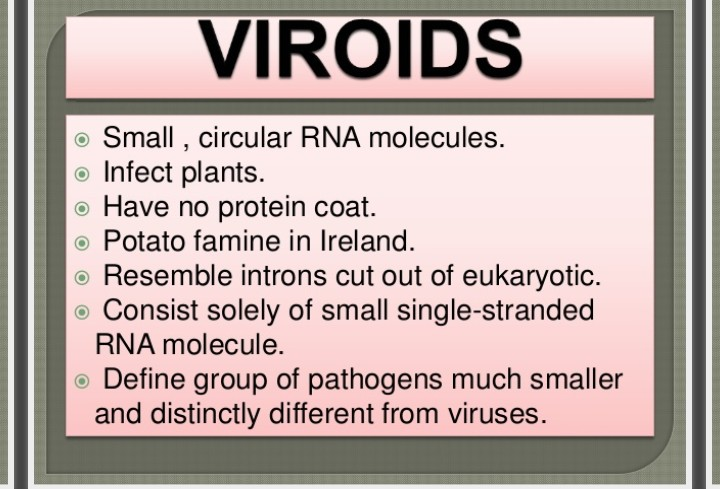 VIROIDS
Small , circular RNA molecules.
Infect plants.
Have no protein coat.
Potato famine in Ireland.
Resemble introns cut out of eukaryotic.
Consist solely of small single-stranded
RNA molecule.
Define group of pathogens much smaller
and distinctly different from viruses.